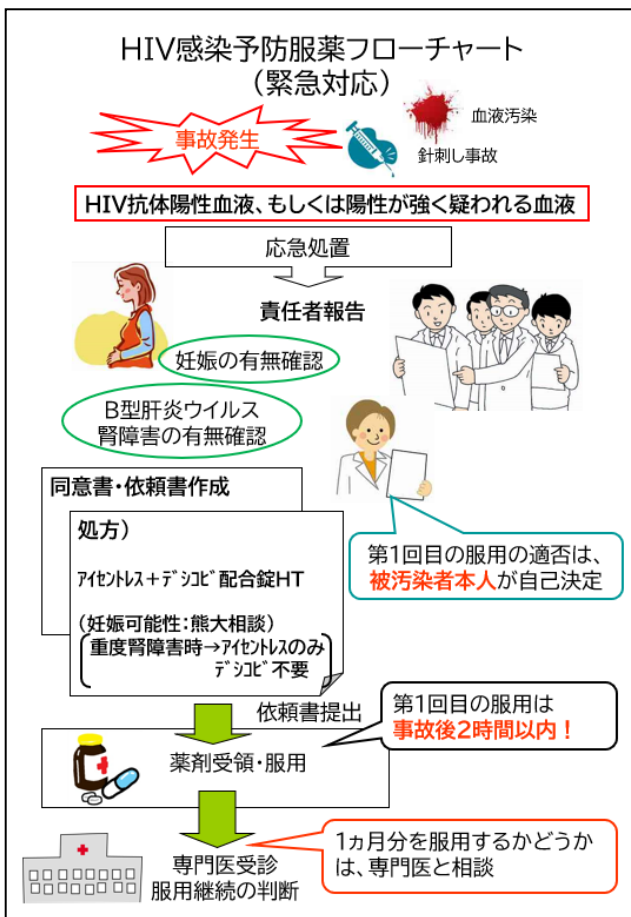 HIV感染予防服薬フローチャート
(緊急対応)
事故発生
血液汚染
針刺し事故
HIV抗体陽性血液、もしくは陽性が強く疑われる血液
応急処置
責任者報告
妊娠の有無確認
B型肝炎ウイルス
腎障害の有無確認
同意書・依頼書作成
処方)
ｱｲｾﾝﾄﾚｽ+ﾃﾞｼｺﾋﾞ配合錠HT
(妊娠可能性:熊大相談)
重度腎障害時→ｱｲｾﾝﾄﾚｽのみ
ﾃﾞｼｺﾋﾞ不要
第1回目の服用の適否は、
被汚染者本人が自己決定
依頼書提出
第1回目の服用は
事故後2時間以内!
薬剤受領・服用
専門医受診
服用継続の判断
1ヵ月分を服用するかどうか
は、専門医と相談